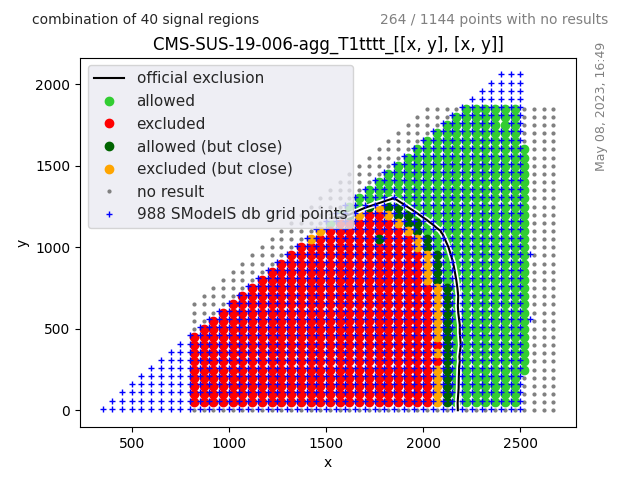 combination of 40 signal regions
264 / 1144 points with no results
CMS-SUS-19-006-agg_T1tttt_[[x, y], [x, y]]
official exclusion
allowed
excluded
allowed (but close)
excluded (but close)
no result
988 SModelS db grid points
May 08, 2023, 16:49
y
2000
1500
1000
500
0
500
1000
1500
2000
2500
x